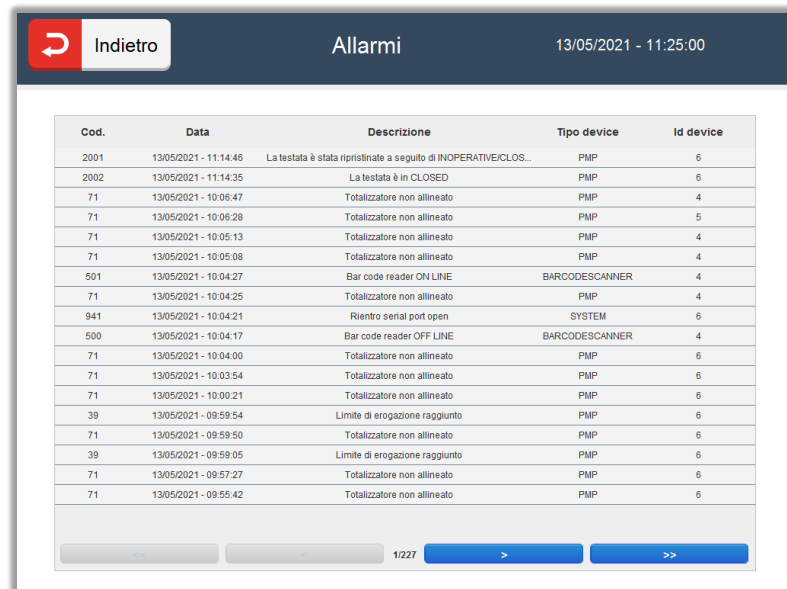 Indietro Allarmi 13/05/2021 - 11:25:00
Cod. Data Descrizione Tipo device Id device
2001 13/05/2021 - 11:14:46 La testata è stata ripristinate a seguito di INOPERATIVE/CLOS... PMP 6
2002 13/05/2021 - 11:14:35 La testata è in CLOSED PMP 6
71 13/05/2021 - 10:06:47 Totalizzatore non allineato PMP 4
71 13/05/2021 - 10:06:28 Totalizzatore non allineato PMP 5
71 13/05/2021 - 10:05:13 Totalizzatore non allineato PMP 4
71 13/05/2021 - 10:05:08 Totalizzatore non allineato PMP 4
501 13/05/2021 - 10:04:27 Bar code reader ON LINE BARCODESCANNER 4
71 13/05/2021 - 10:04:25 Totalizzatore non allineato PMP 4
941 13/05/2021 - 10:04:21 Rientro serial port open SYSTEM 6
500 13/05/2021 - 10:04:17 Bar code reader OFF LINE BARCODESCANNER 4
71 13/05/2021 - 10:04:00 Totalizzatore non allineato PMP 6
71 13/05/2021 - 10:03:54 Totalizzatore non allineato PMP 6
71 13/05/2021 - 10:00:21 Totalizzatore non allineato PMP 6
39 13/05/2021 - 09:59:54 Limite di erogazione raggiunto PMP 6
71 13/05/2021 - 09:59:50 Totalizzatore non allineato PMP 6
39 13/05/2021 - 09:59:05 Limite di erogazione raggiunto PMP 6
71 13/05/2021 - 09:57:27 Totalizzatore non allineato PMP 6
71 13/05/2021 - 09:55:42 Totalizzatore non allineato PMP 6
<< < 1/227 > >>